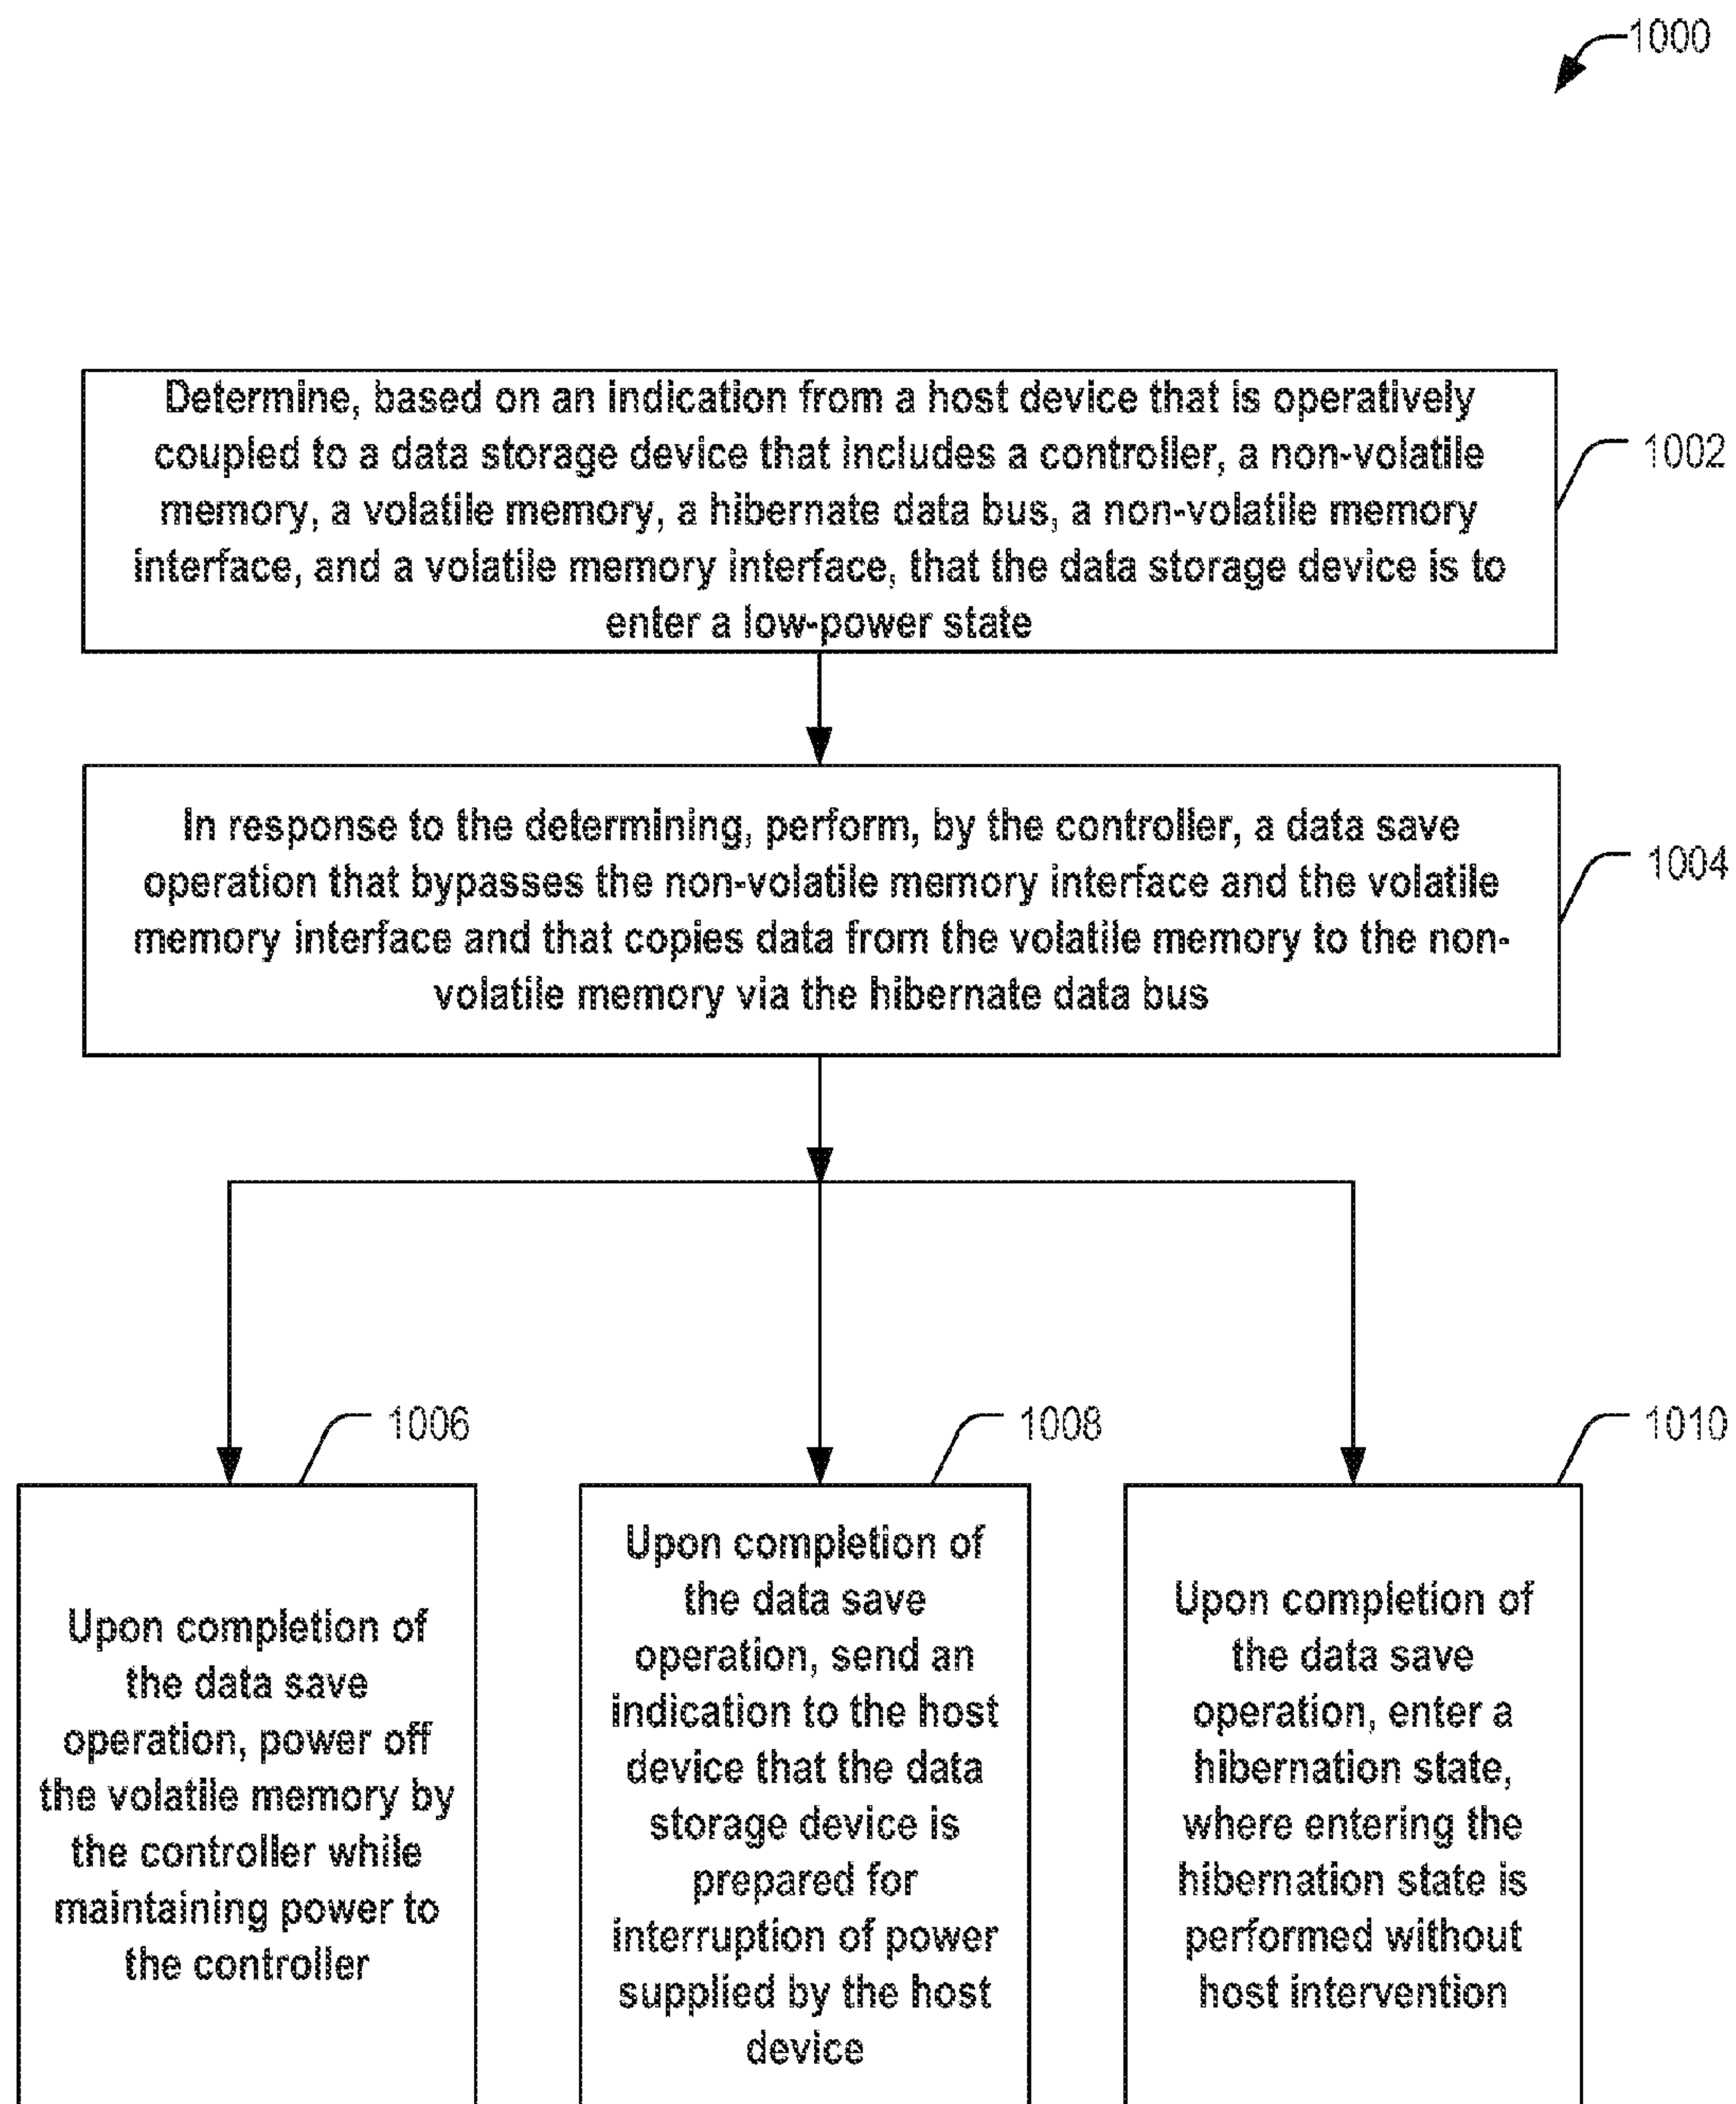 1000
Determine, based on an indication from a host device that is operatively
coupled to a data storage device that includes a controller, a non-volatile
memory, a volatile memory, a hibernate data bus, a non-volatile memory
interface, and a volatile memory interface, that the data storage device is to
enter a low-power state
1002
In response to the determining, perform, by the controller, a data save
operation that bypasses the non-volatile memory interface and the volatile
memory interface and that copies data from the volatile memory to the non-
volatile memory via the hibernate data bus
1004
1006
Upon completion of
the data save
operation, power off
the volatile memory by
the controller while
maintaining power to
the controller
1008
Upon completion of
the data save
operation, send an
indication to the host
device that the data
storage device is
prepared for
interruption of power
supplied by the host
device
1010
Upon completion of
the data save
operation, enter a
hibernation state,
where entering the
hibernation state is
performed without
host intervention